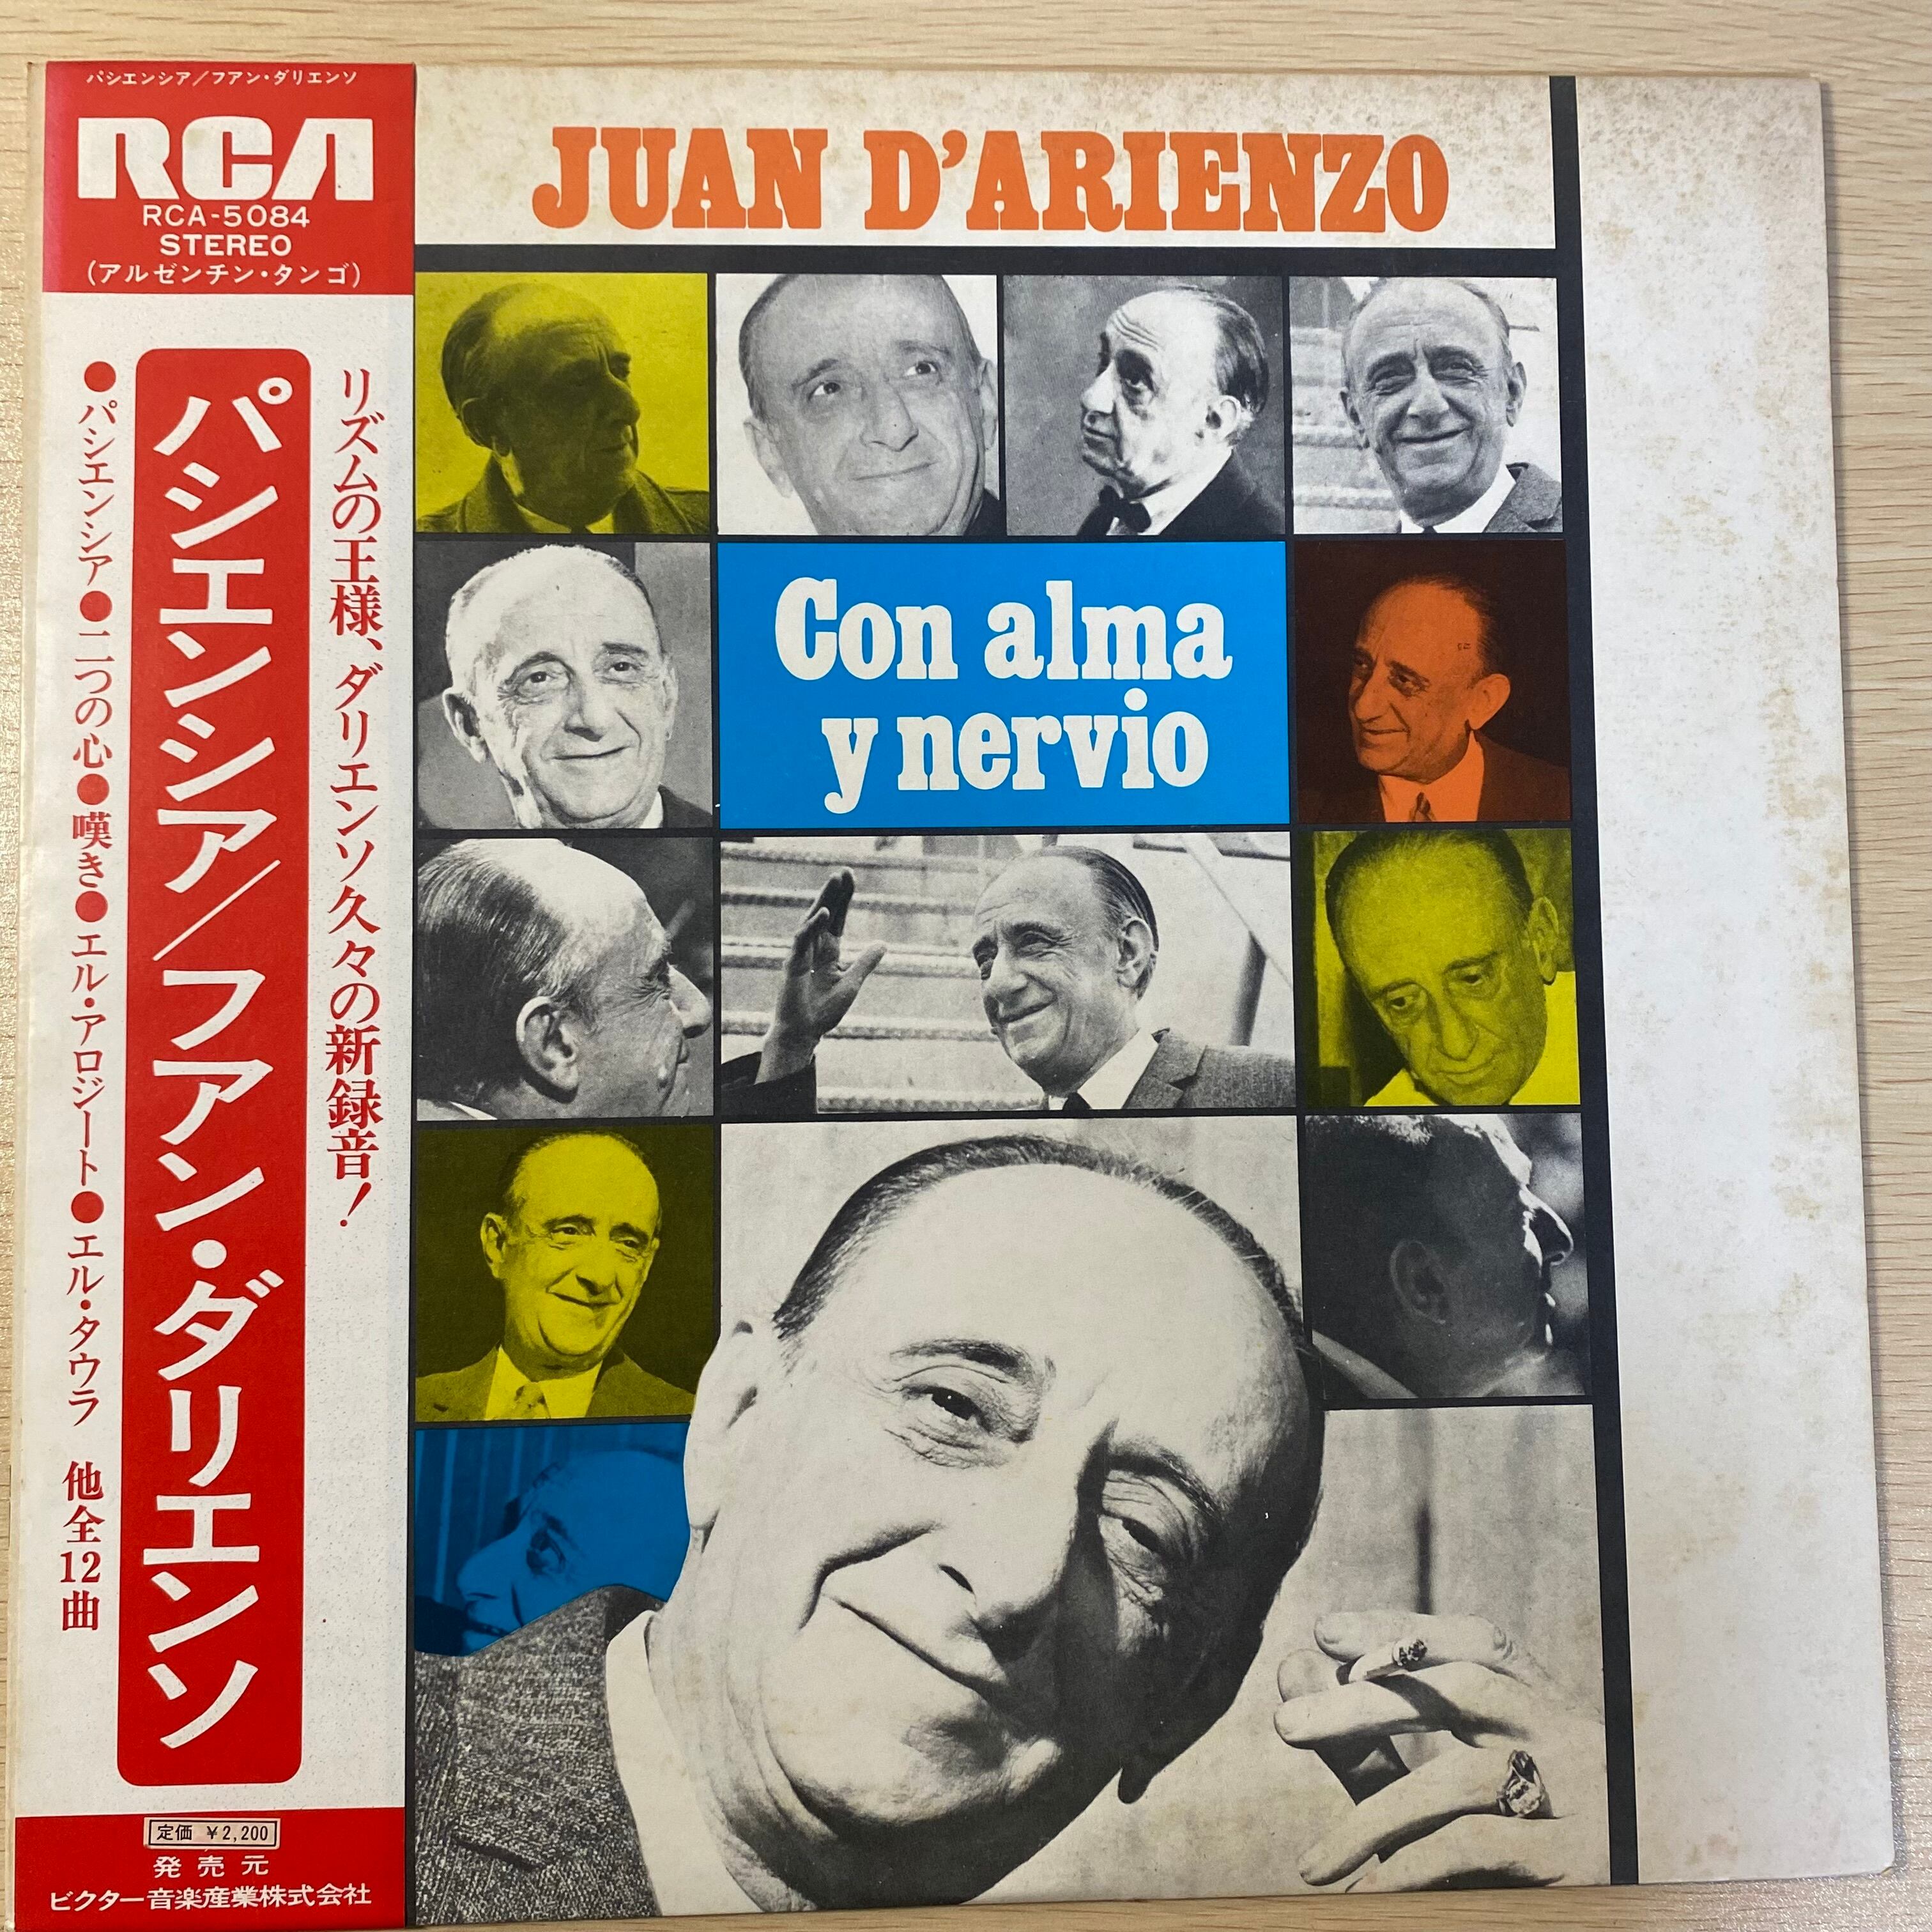 パシエンシア／フアン・ダリエンソ
RCA
RCA-5084
STEREO
（アルゼンチン・タンゴ）
リズムの王様、ダリエンソ久々の新録音！
パシエンシア／フアン・ダリエンソ
●パシエンシア●二つの心●嘆き●エル・アロジート●エル・タウラ　他全12曲
定価 ￥2,200
発売元
ビクター音楽産業株式会社
JUAN D'ARIENZO
Con alma
y nervio